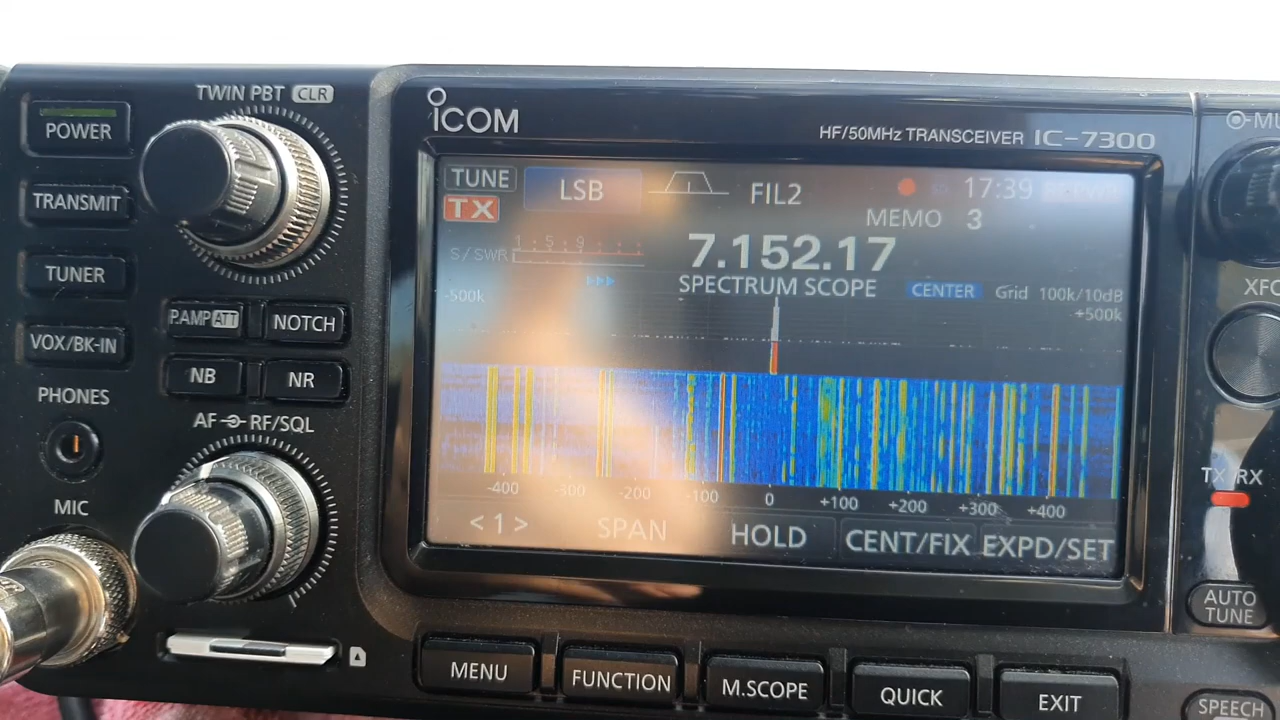 TWIN PBT CLR
POWER
TRANSMIT
TUNER
VOX/BK-IN
P.AMP ATT
NOTCH
NB
NR
PHONES
AF RF/SQL
MIC
ICOM
HF/50MHz TRANSCEIVER IC-7300
TUNE LSB FIL2 17:39
TX
MEMO 3
7.152.17
S/SWR 1 5 9
SPECTRUM SCOPE CENTER Grid 100k/10dB
-500k
+500k
-400 -300 -200 -100 0 +100 +200 +300 +400
<1> SPAN HOLD CENT/FIX EXPD/SET
MENU FUNCTION M.SCOPE QUICK EXIT
XFC
TX RX
AUTO
TUNE
SPEECH